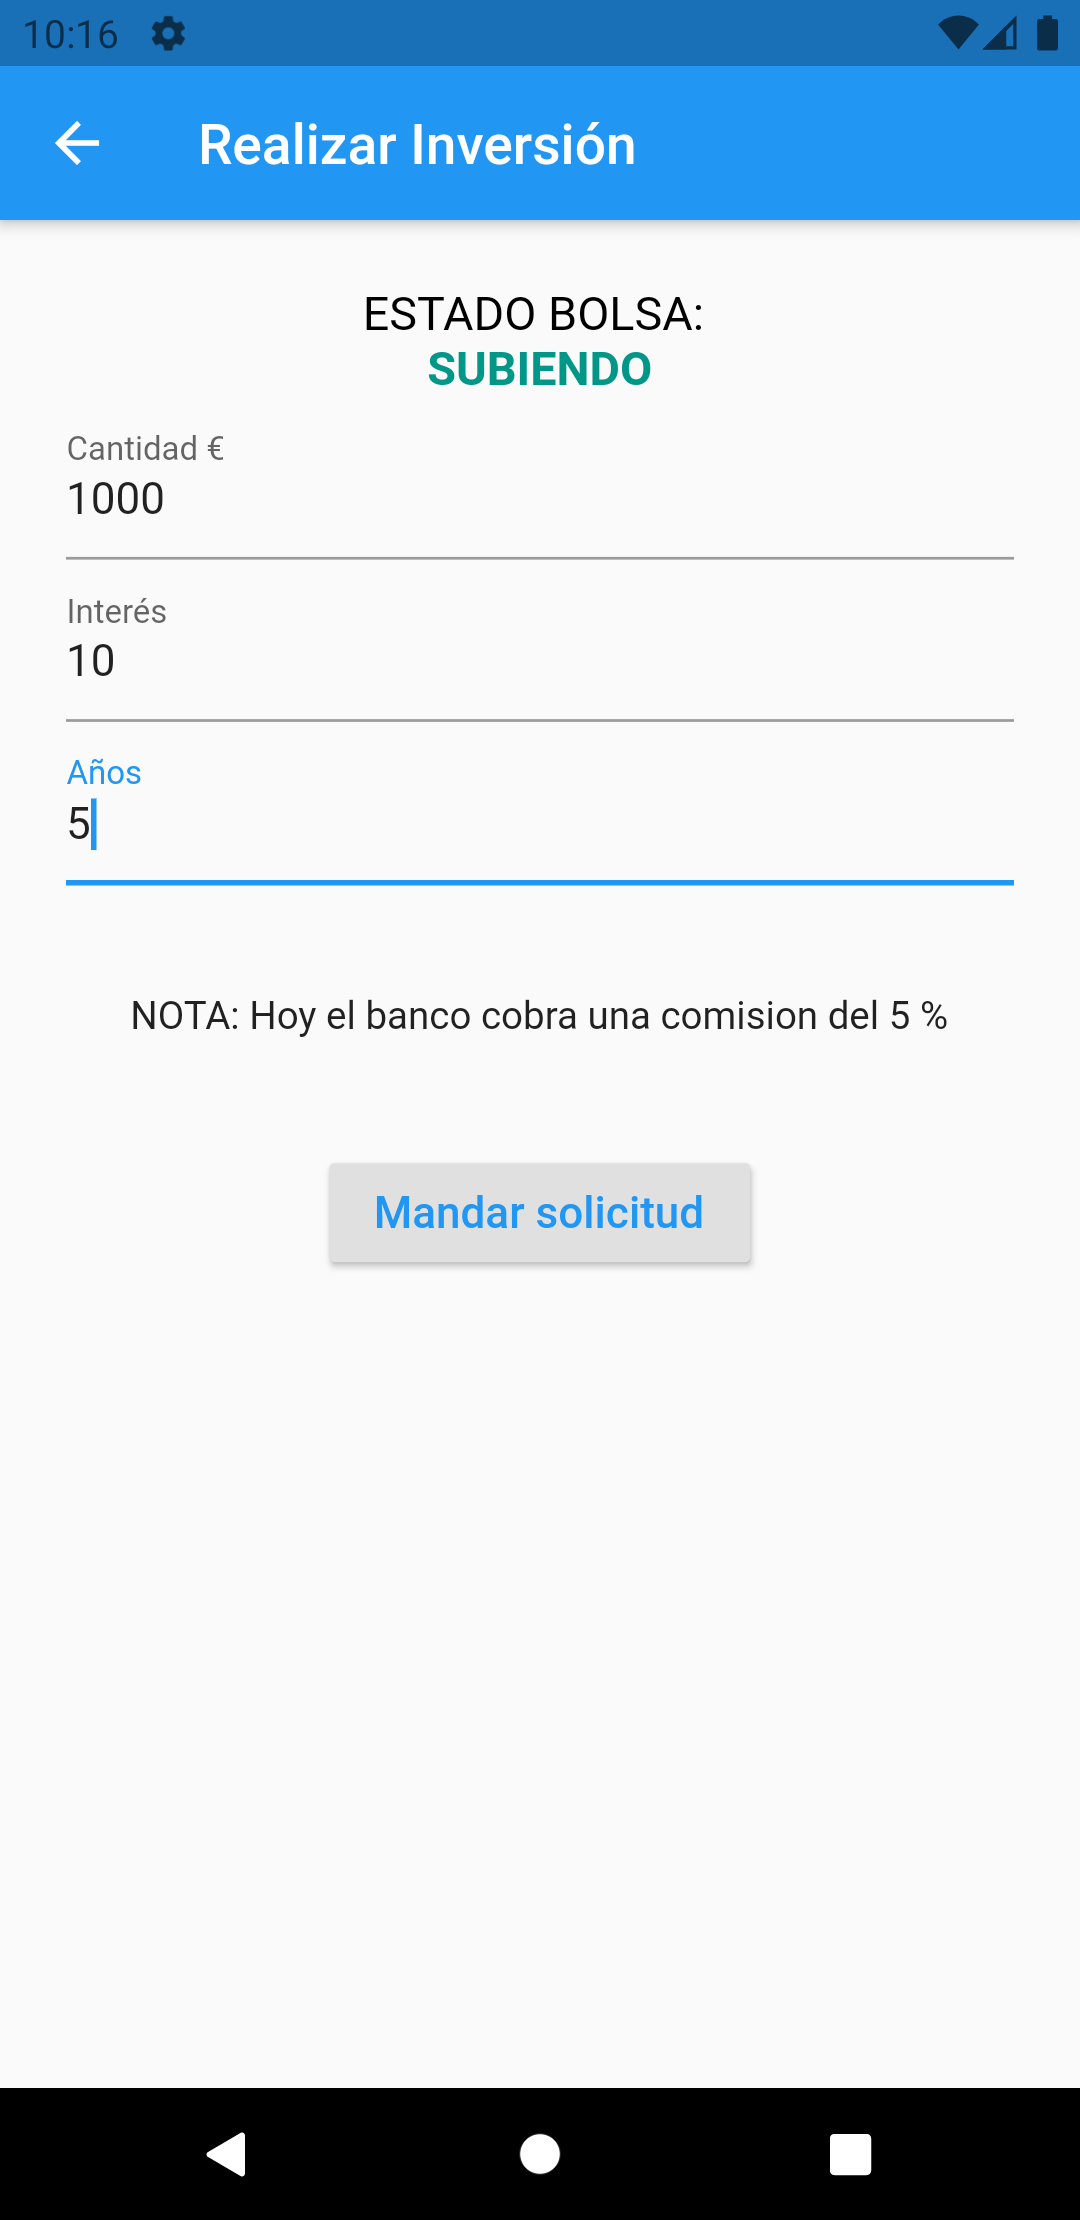 10:16
Realizar Inversión
ESTADO BOLSA:
SUBIENDO
Cantidad €
1000
Interés
10
Años
5
NOTA: Hoy el banco cobra una comision del 5 %
Mandar solicitud